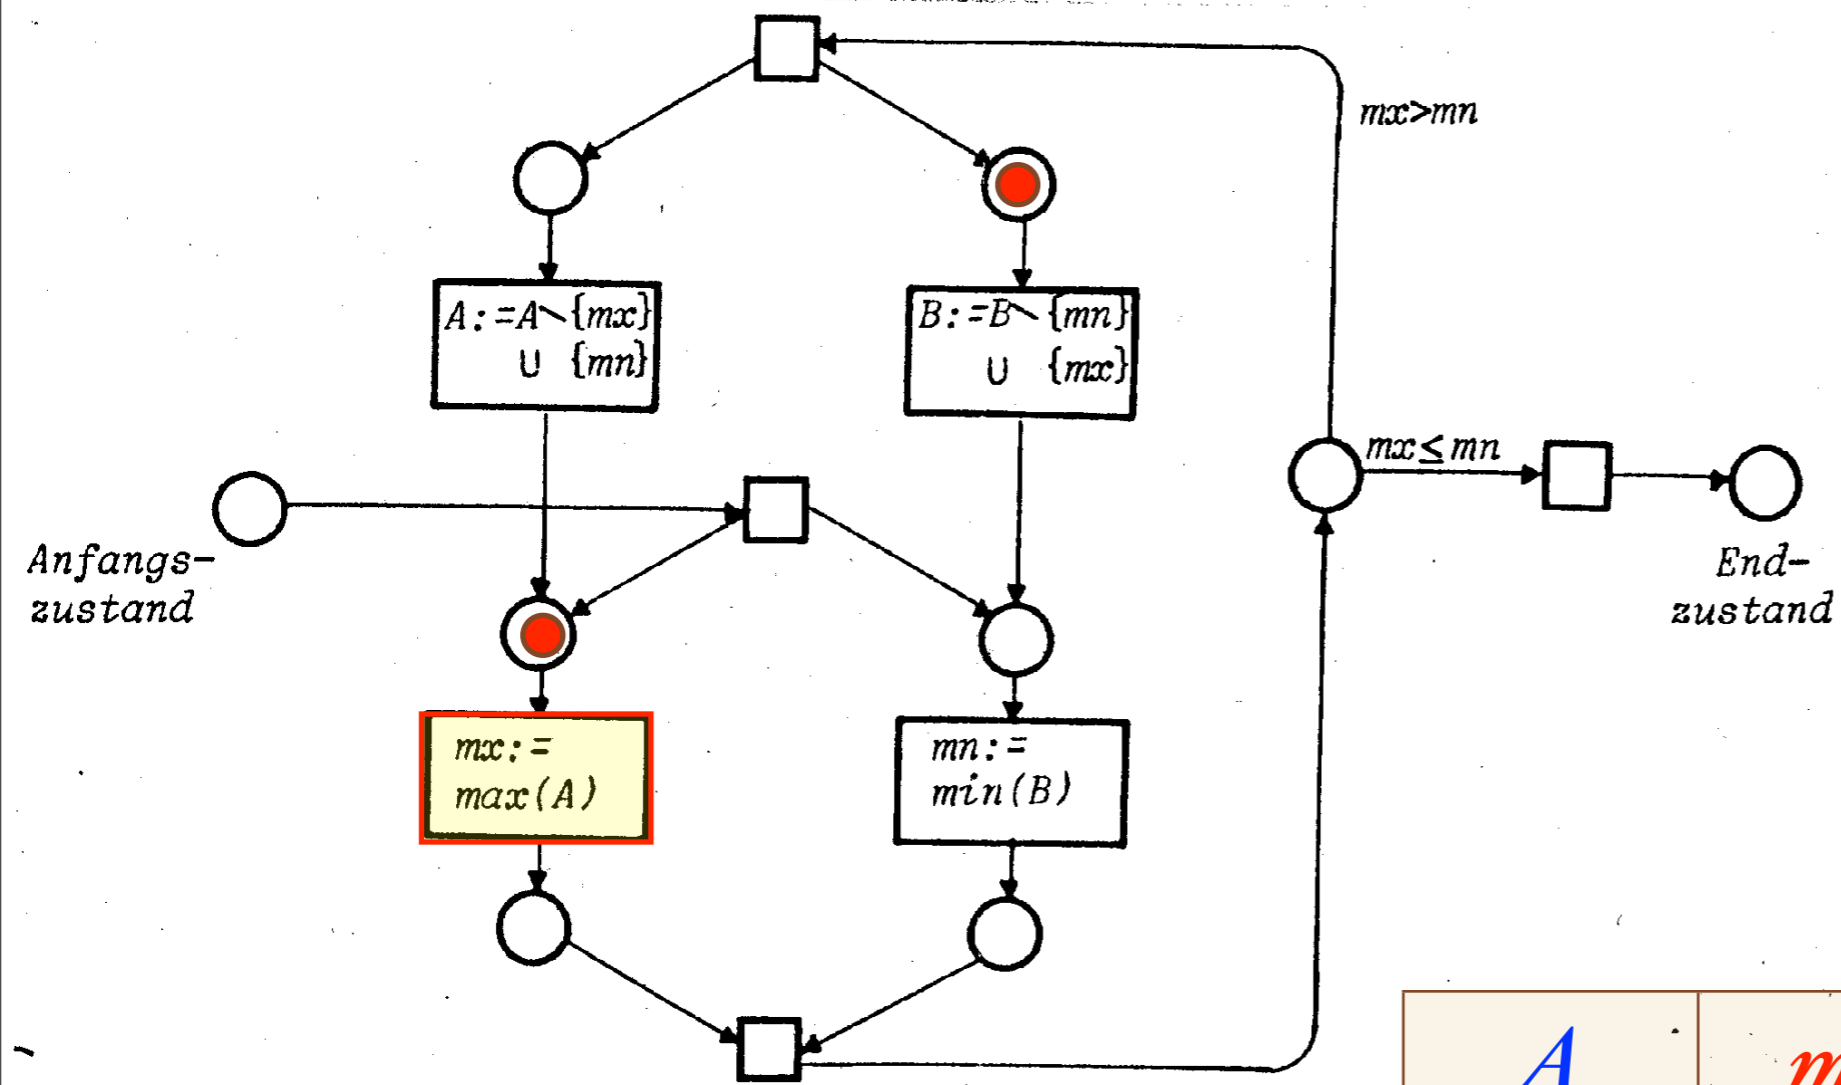 mx>mn
A:=A\{mx}
∪ {mn}
B:=B\{mn}
∪ {mx}
mx≤mn
Anfangs-
zustand
End-
zustand
mx:=
max(A)
mn:=
min(B)
A